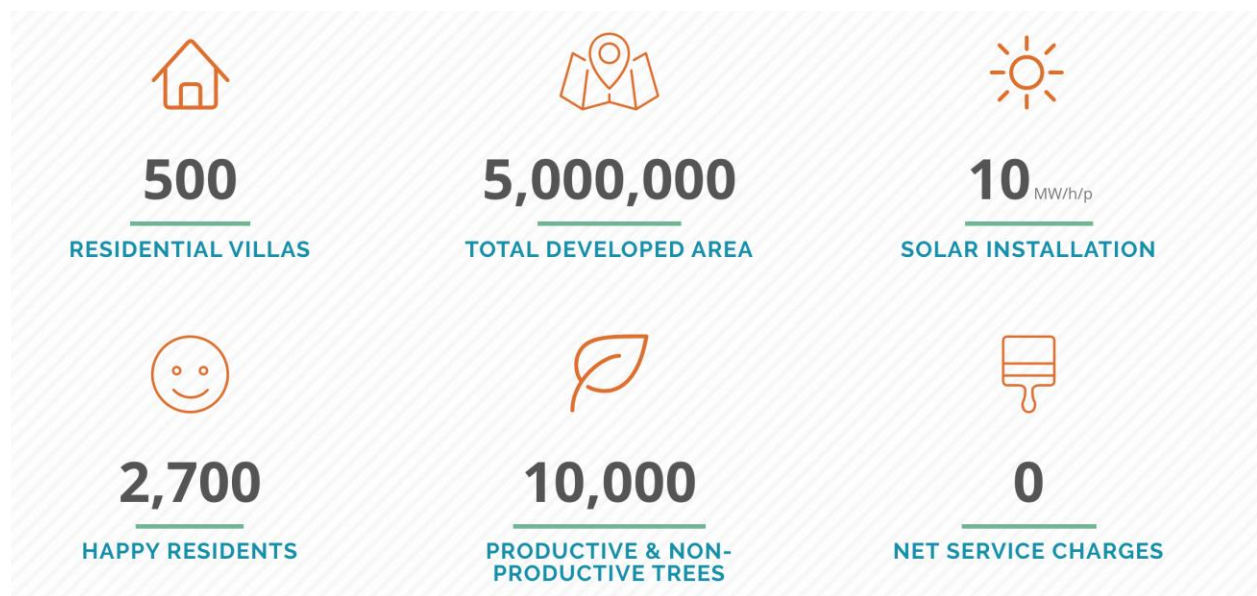 500
RESIDENTIAL VILLAS
5,000,000
TOTAL DEVELOPED AREA
10 MW/h/p
SOLAR INSTALLATION
2,700
HAPPY RESIDENTS
10,000
PRODUCTIVE & NON-
PRODUCTIVE TREES
0
NET SERVICE CHARGES